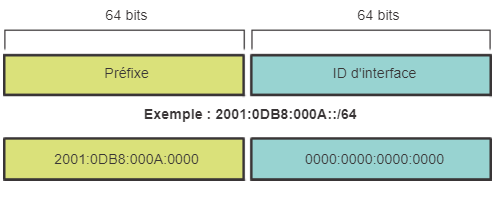 64 bits 64 bits
Préfixe ID d'interface
Exemple : 2001:0DB8:000A::/64
2001:0DB8:000A:0000 0000:0000:0000:0000